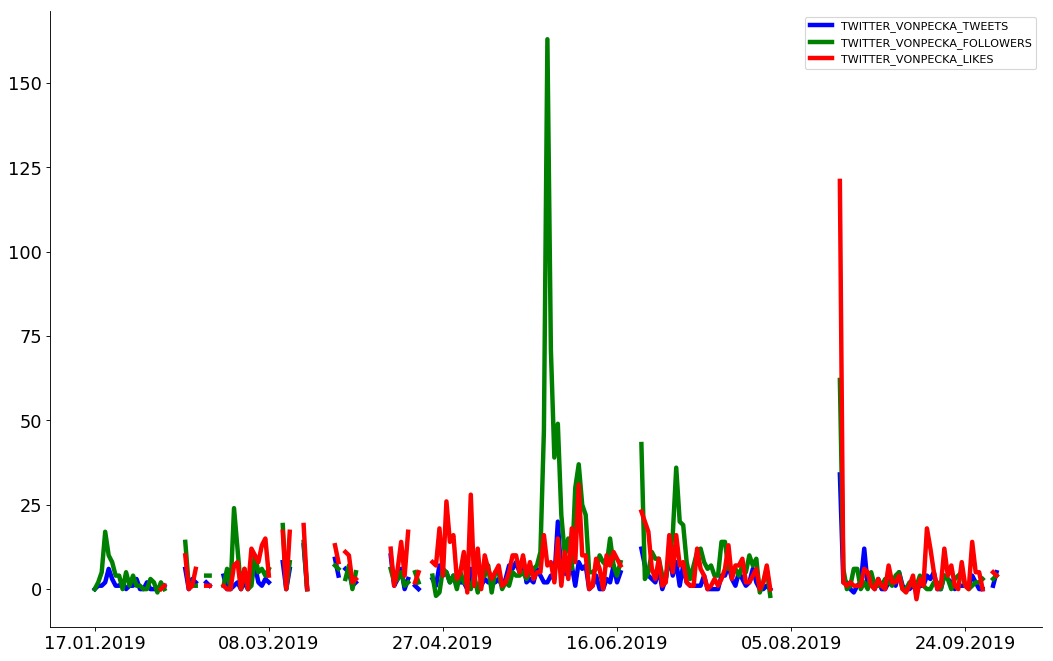 TWITTER_VONPECKA_TWEETS
TWITTER_VONPECKA_FOLLOWERS
TWITTER_VONPECKA_LIKES
150
125
100
75
50
25
0
17.01.2019 08.03.2019 27.04.2019 16.06.2019 05.08.2019 24.09.2019